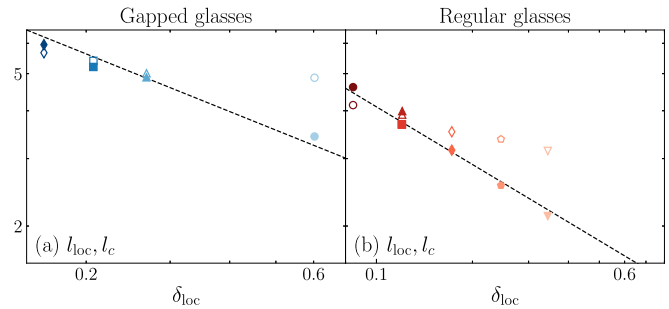 Gapped glasses
Regular glasses
5
2
(a) l_loc, l_c
(b) l_loc, l_c
0.2
0.6
0.1
0.6
δ_loc
δ_loc